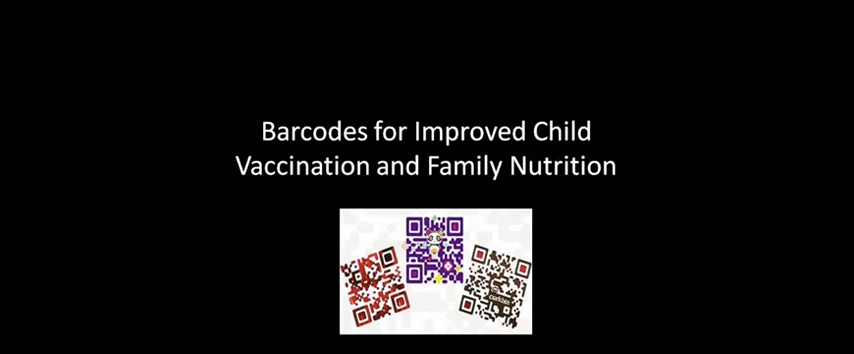 Barcodes for Improved Child
Vaccination and Family Nutrition